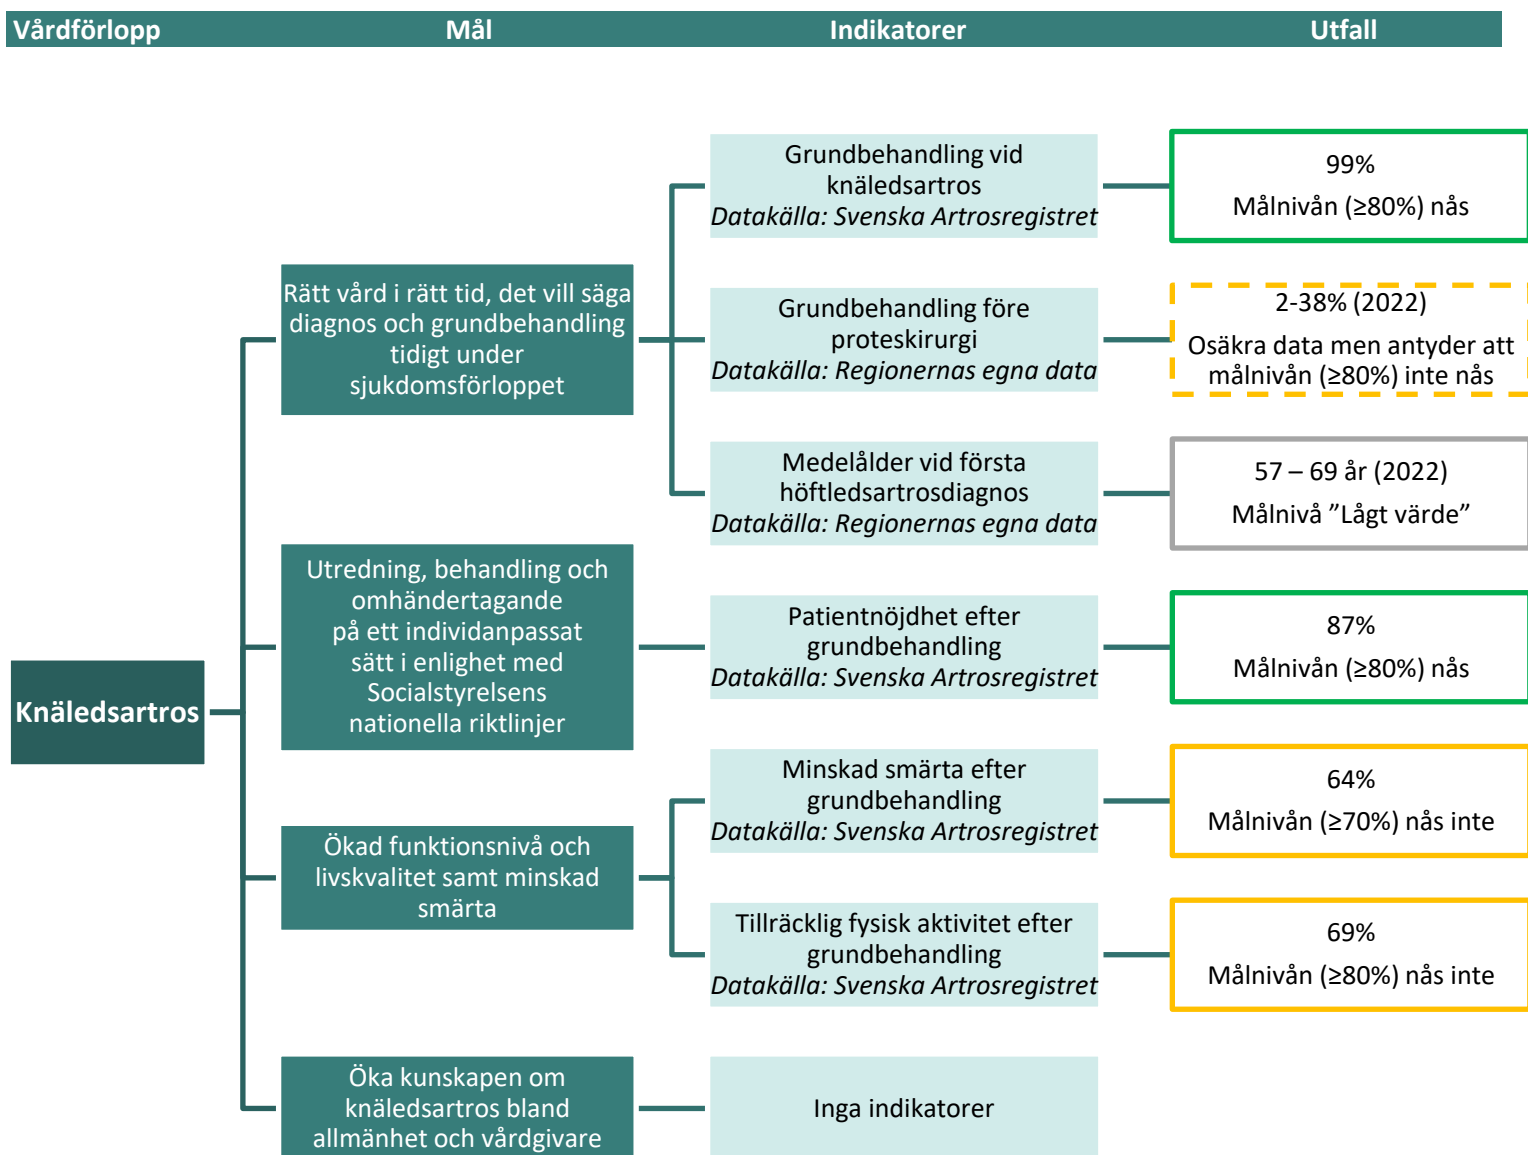 Vårdförlopp
Mål
Indikatorer
Utfall
Knäledsartros
Rätt vård i rätt tid, det vill säga
diagnos och grundbehandling
tidigt under
sjukdomsförloppet
Grundbehandling vid
knäledsartros
Datakälla: Svenska Artrosregistret
99%
Målnivån (≥80%) nås
Grundbehandling före
proteskirurgi
Datakälla: Regionernas egna data
2-38% (2022)
Osäkra data men antyder att
målnivån (≥80%) inte nås
Medelålder vid första
höftledsartrosdiagnos
Datakälla: Regionernas egna data
57 – 69 år (2022)
Målnivå ”Lågt värde”
Utredning, behandling och
omhändertagande
på ett individanpassat
sätt i enlighet med
Socialstyrelsens
nationella riktlinjer
Patientnöjdhet efter
grundbehandling
Datakälla: Svenska Artrosregistret
87%
Målnivån (≥80%) nås
Ökad funktionsnivå och
livskvalitet samt minskad
smärta
Minskad smärta efter
grundbehandling
Datakälla: Svenska Artrosregistret
64%
Målnivån (≥70%) nås inte
Tillräcklig fysisk aktivitet efter
grundbehandling
Datakälla: Svenska Artrosregistret
69%
Målnivån (≥80%) nås inte
Öka kunskapen om
knäledsartros bland
allmänhet och vårdgivare
Inga indikatorer